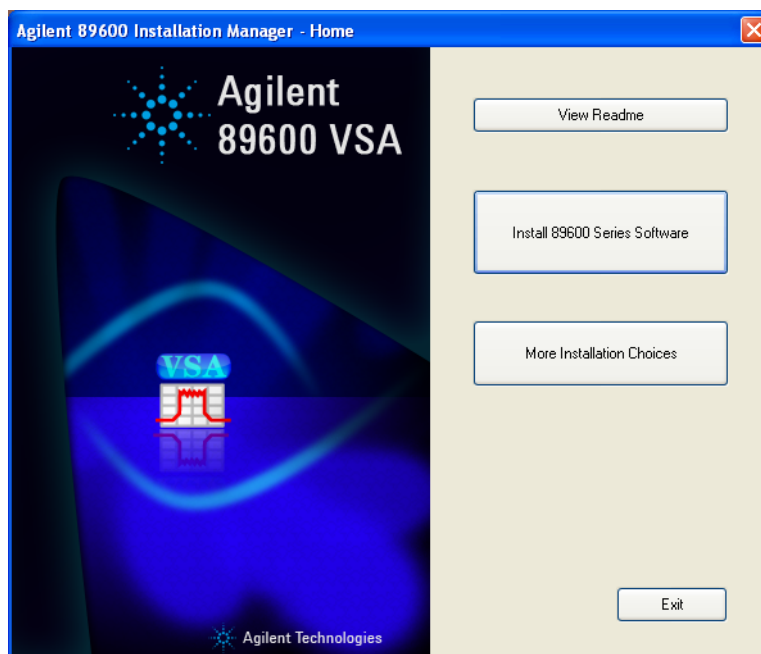 Agilent 89600 Installation Manager - Home
Agilent
89600 VSA
View Readme
Install 89600 Series Software
More Installation Choices
VSA
Exit
Agilent Technologies